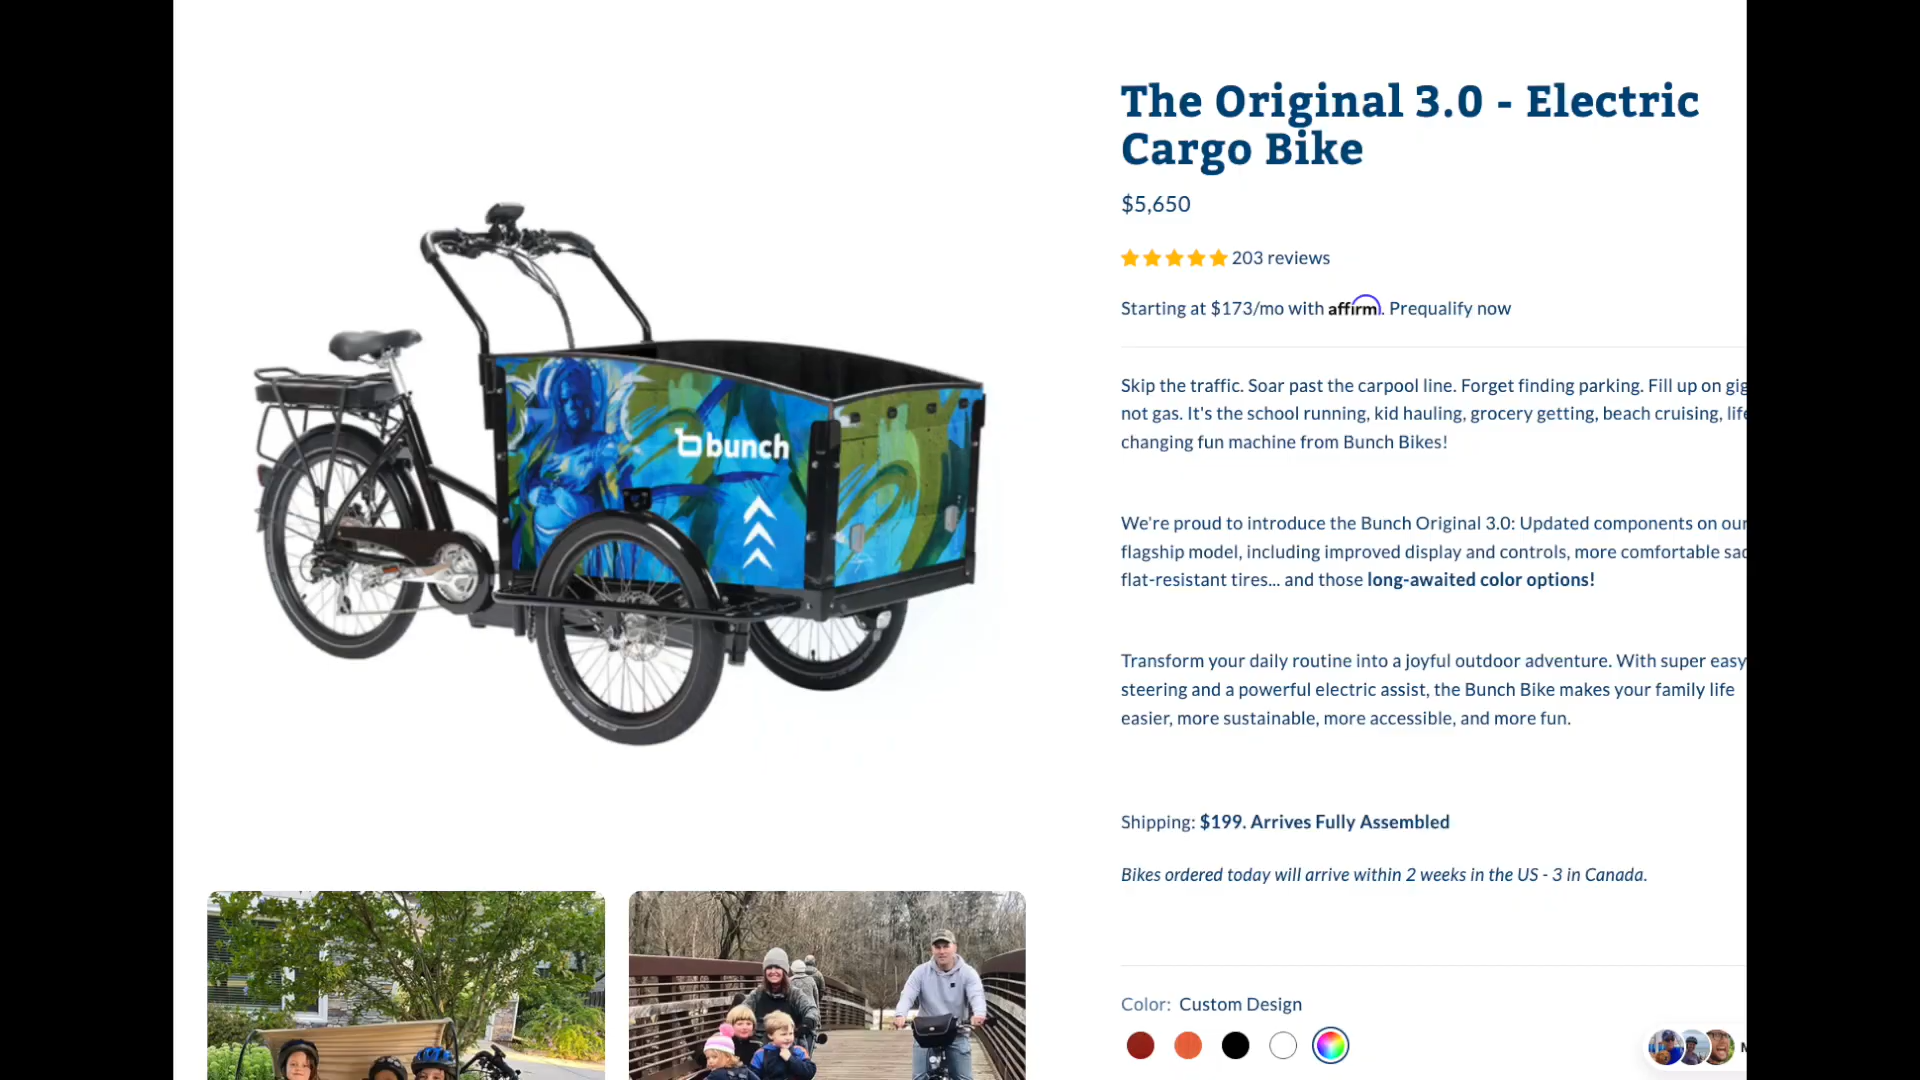 The Original 3.0 - Electric
Cargo Bike
$5,650
203 reviews
Starting at $173/mo with affirm. Prequalify now
Skip the traffic. Soar past the carpool line. Forget finding parking. Fill up on
not gas. It's the school running, kid hauling, grocery getting, beach cruising,
changing fun machine from Bunch Bikes!
We're proud to introduce the Bunch Original 3.0: Updated components on our
flagship model, including improved display and controls, more comfortable
flat-resistant tires... and those long-awaited color options!
Transform your daily routine into a joyful outdoor adventure. With super easy
steering and a powerful electric assist, the Bunch Bike makes your family life
easier, more sustainable, more accessible, and more fun.
Shipping: $199. Arrives Fully Assembled
Bikes ordered today will arrive within 2 weeks in the US - 3 in Canada.
Color: Custom Design
bunch